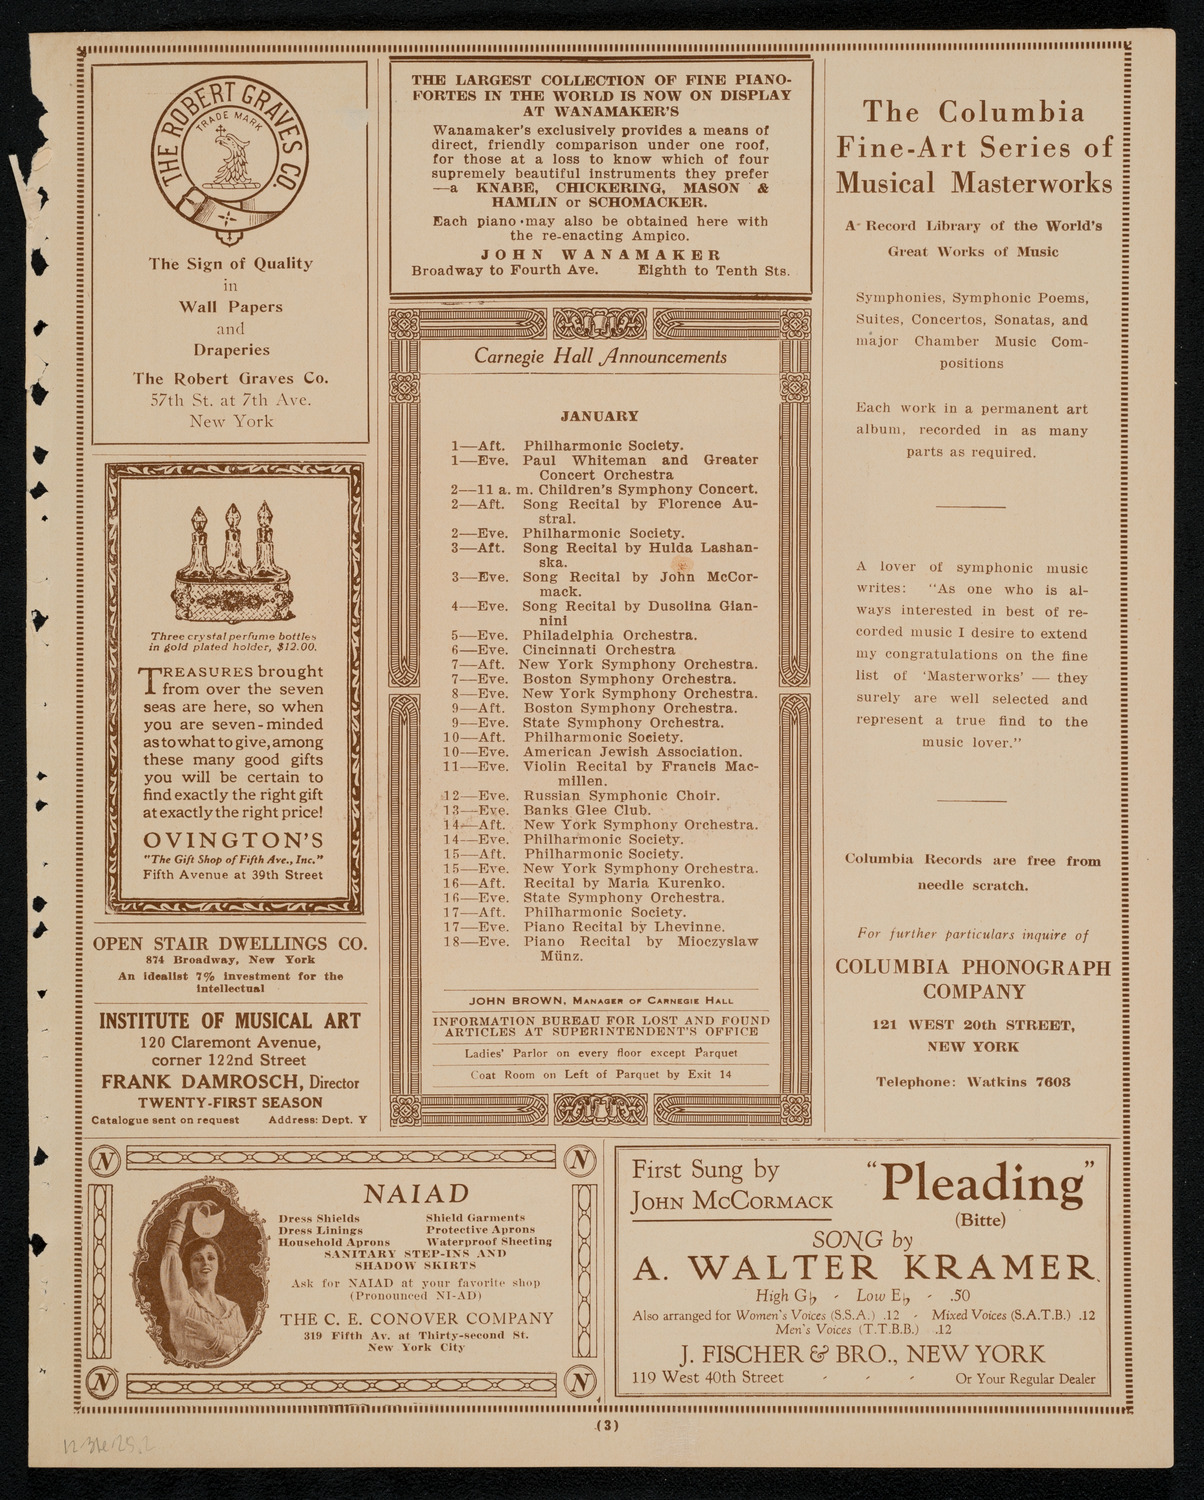 THE ROBERT GRAVES CO.
TRADE MARK
The Sign of Quality
in
Wall Papers
and
Draperies
The Robert Graves Co.
57th St. at 7th Ave.
New York
Three crystal perfume bottles
in gold plated holder, $12.00.
TREASURES brought
from over the seven
seas are here, so when
you are seven-minded
as to what to give, among
these many good gifts
you will be certain to
find exactly the right gift
at exactly the right price!
OVINGTON'S
"The Gift Shop of Fifth Ave., Inc."
Fifth Avenue at 39th Street
OPEN STAIR DWELLINGS CO.
874 Broadway, New York
An idealist 7% investment for the
intellectual
INSTITUTE OF MUSICAL ART
120 Claremont Avenue,
corner 122nd Street
FRANK DAMROSCH, Director
TWENTY-FIRST SEASON
Catalogue sent on request Address: Dept. Y
THE LARGEST COLLECTION OF FINE PIANO-
FORTES IN THE WORLD IS NOW ON DISPLAY
AT WANAMAKER'S
Wanamaker's exclusively provides a means of
direct, friendly comparison under one roof,
for those at a loss to know which of four
supremely beautiful instruments they prefer
—a KNABE, CHICKERING, MASON &
HAMLIN or SCHOMACKER.
Each piano may also be obtained here with
the re-enacting Ampico.
JOHN WANAMAKER
Broadway to Fourth Ave. Eighth to Tenth Sts.
Carnegie Hall Announcements
JANUARY
1—Aft. Philharmonic Society.
1—Eve. Paul Whiteman and Greater
Concert Orchestra
2—11 a. m. Children's Symphony Concert.
2—Aft. Song Recital by Florence Au-
stral.
2—Eve. Philharmonic Society.
3—Aft. Song Recital by Hulda Lashan-
ska.
3—Eve. Song Recital by John McCor-
mack.
4—Eve. Song Recital by Dusolina Gian-
nini
5—Eve. Philadelphia Orchestra.
6—Eve. Cincinnati Orchestra
7—Aft. New York Symphony Orchestra.
7—Eve. Boston Symphony Orchestra.
8—Eve. New York Symphony Orchestra.
9—Aft. Boston Symphony Orchestra.
9—Eve. State Symphony Orchestra.
10—Aft. Philharmonic Society.
10—Eve. American Jewish Association.
11—Eve. Violin Recital by Francis Mac-
millen.
12—Eve. Russian Symphonic Choir.
13—Eve. Banks Glee Club.
14—Aft. New York Symphony Orchestra.
14—Eve. Philharmonic Society.
15—Aft. Philharmonic Society.
15—Eve. New York Symphony Orchestra.
16—Aft. Recital by Maria Kurenko.
16—Eve. State Symphony Orchestra.
17—Aft. Philharmonic Society.
17—Eve. Piano Recital by Lhevinne.
18—Eve. Piano Recital by Mioczyslaw
Münz.
JOHN BROWN, MANAGER OF CARNEGIE HALL
INFORMATION BUREAU FOR LOST AND FOUND
ARTICLES AT SUPERINTENDENT'S OFFICE
Ladies' Parlor on every floor except Parquet
Coat Room on Left of Parquet by Exit 14
The Columbia
Fine-Art Series of
Musical Masterworks
A Record Library of the World's
Great Works of Music
Symphonies, Symphonic Poems,
Suites, Concertos, Sonatas, and
major Chamber Music Com-
positions
Each work in a permanent art
album, recorded in as many
parts as required.
A lover of symphonic music
writes: "As one who is al-
ways interested in best of re-
corded music I desire to extend
my congratulations on the fine
list of 'Masterworks' — they
surely are well selected and
represent a true find to the
music lover."
Columbia Records are free from
needle scratch.
For further particulars inquire of
COLUMBIA PHONOGRAPH
COMPANY
121 WEST 20th STREET,
NEW YORK
Telephone: Watkins 7603
N
N
NAIAD
Dress Shields Shield Garments
Dress Linings Protective Aprons
Household Aprons Waterproof Sheeting
SANITARY STEP-INS AND
SHADOW SKIRTS
Ask for NAIAD at your favorite shop
(Pronounced NI-AD)
THE C. E. CONOVER COMPANY
319 Fifth Av. at Thirty-second St.
New York City
N
N
First Sung by
JOHN McCORMACK
"Pleading"
(Bitte)
SONG by
A. WALTER KRAMER
High G♭ - Low E♭ - .50
Also arranged for Women's Voices (S.S.A.) .12 - Mixed Voices (S.A.T.B.) .12
Men's Voices (T.T.B.B.) .12
J. FISCHER & BRO., NEW YORK
119 West 40th Street - - - Or Your Regular Dealer
(3)